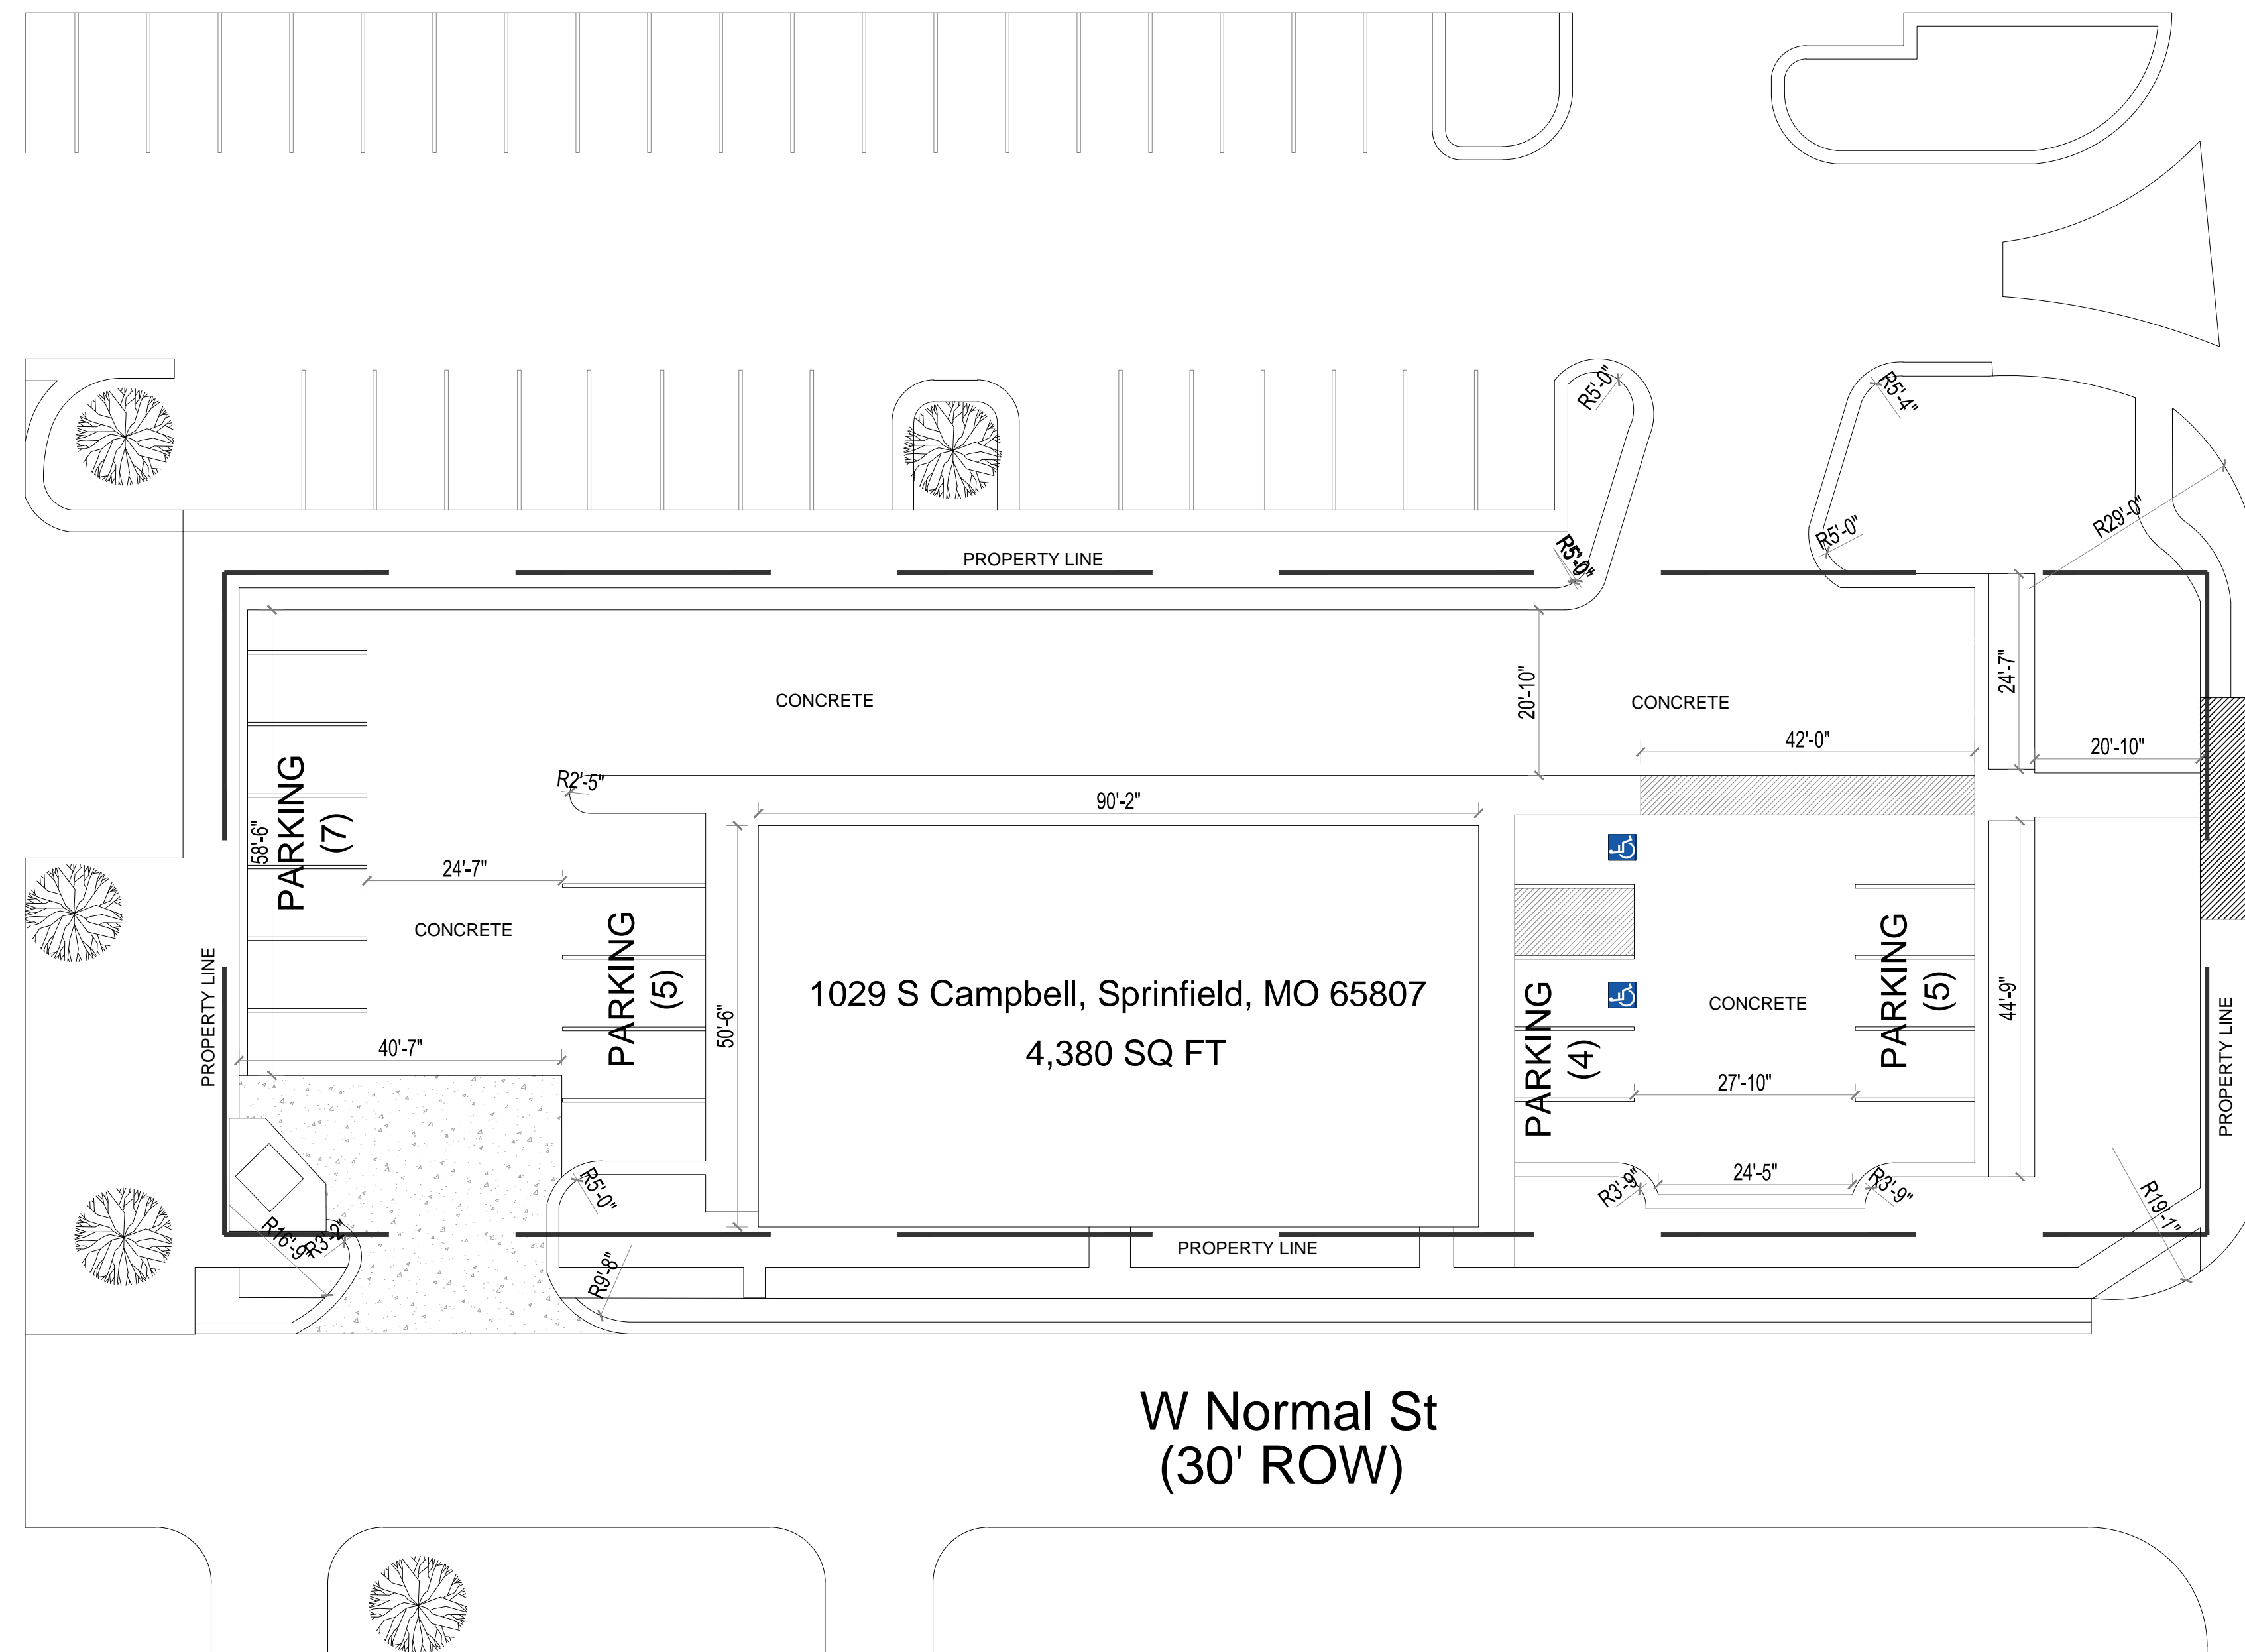 R5'-0"
R5'-4"
R5'-0"
R29'-0"
PROPERTY LINE
R5'-0"
CONCRETE
20'-10"
CONCRETE
24'-7"
42'-0"
20'-10"
R2'-5"
90'-2"
58'-6"
PARKING
(7)
24'-7"
CONCRETE
PARKING
(5)
50'-6"
1029 S Campbell, Sprinfield, MO 65807
4,380 SQ FT
PARKING
(4)
CONCRETE
PARKING
(5)
44'-9"
PROPERTY LINE
40'-7"
27'-10"
PROPERTY LINE
R5'-0"
R3'-9"
24'-5"
R3'-9"
R19'-1"
R16'-9"
R3'-2"
R9'-8"
PROPERTY LINE
W Normal St
(30' ROW)